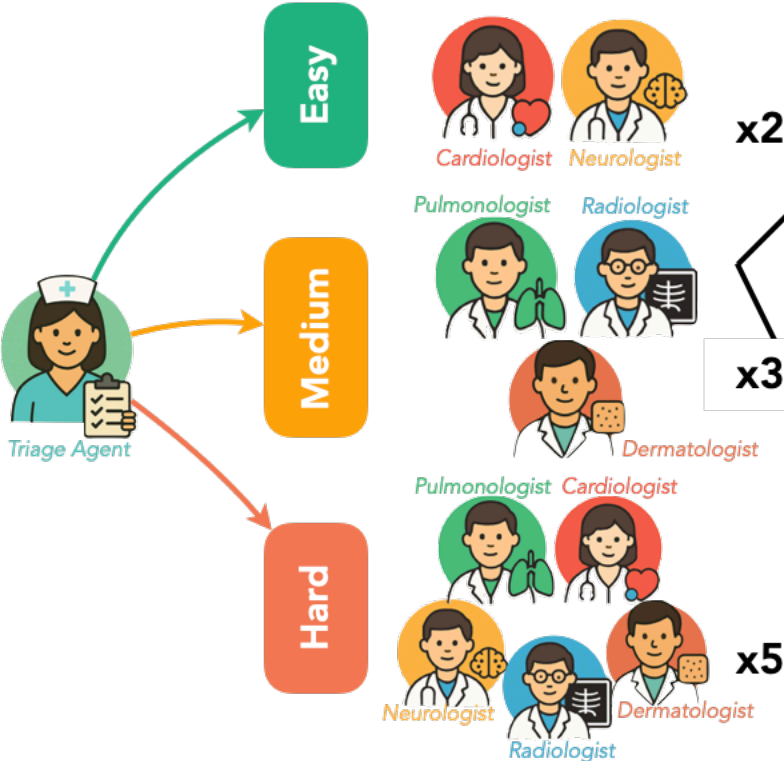 Easy
Cardiologist Neurologist
x2
Pulmonologist Radiologist
Medium
x3
Triage Agent
Dermatologist
Pulmonologist Cardiologist
Hard
x5
Neurologist
Dermatologist
Radiologist